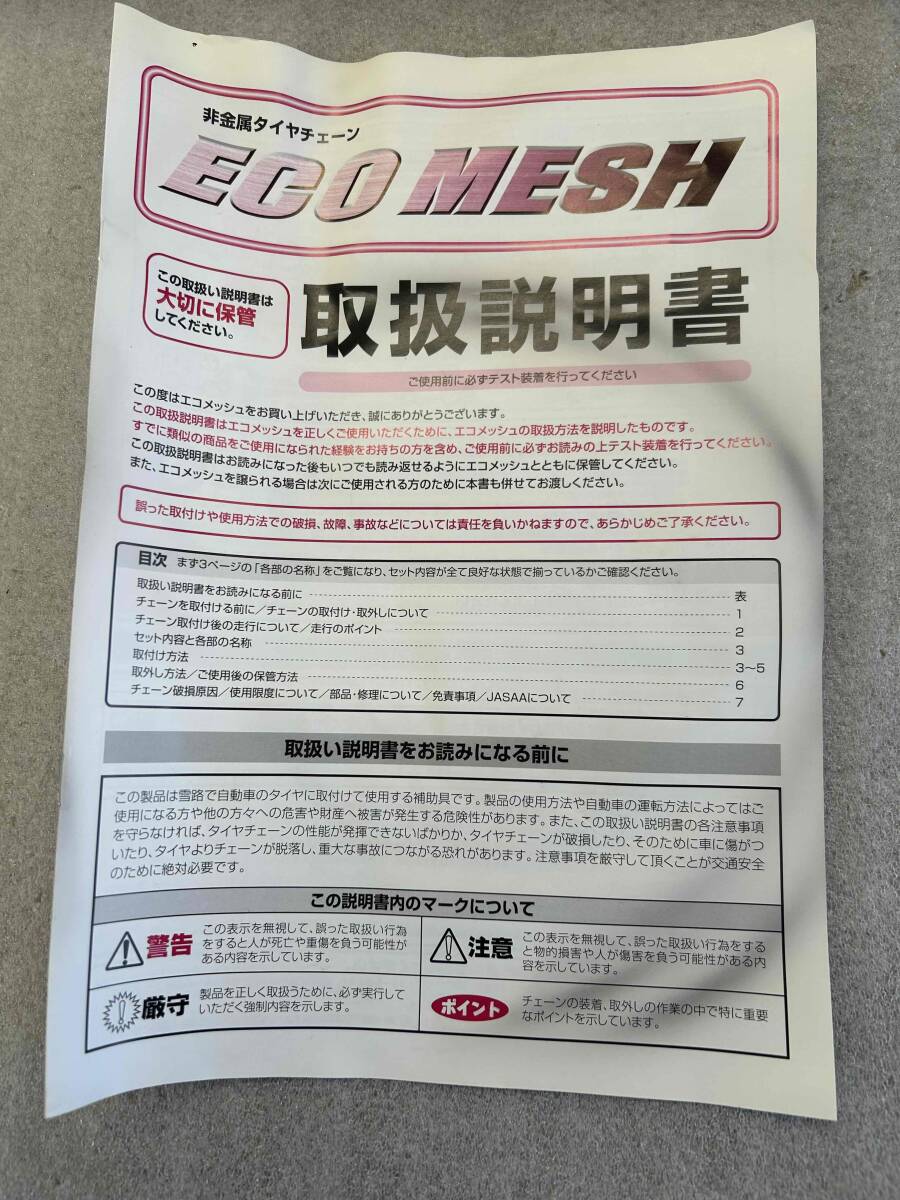 非金属タイヤチェーン
ECO MESH
この取扱い説明書は
大切に保管
してください。
取扱説明書
ご使用前に必ずテスト装着を行ってください
この度はエコメッシュをお買い上げいただき、誠にありがとうございます。
この取扱説明書はエコメッシュを正しくご使用いただくために、エコメッシュの取扱方法を説明したものです。
すでに類似の商品をご使用になられた経験をお持ちの方を含め、ご使用前に必ずお読みの上テスト装着を行ってください。
この取扱説明書はお読みになった後もいつでも読み返せるようにエコメッシュとともに保管してください。
また、エコメッシュを譲られる場合は次にご使用される方のために本書も併せてお渡しください。
誤った取付けや使用方法での破損、故障、事故などについては責任を負いかねますので、あらかじめご了承ください。
目次 まず3ページの「各部の名称」をご覧になり、セット内容が全て良好な状態で揃っているかご確認ください。
取扱い説明書をお読みになる前に 表
チェーンを取付ける前に／チェーンの取付け・取外しについて 1
チェーン取付け後の走行について／走行のポイント 2
セット内容と各部の名称 3
取付け方法 3～5
取外し方法／ご使用後の保管方法 6
チェーン破損原因／使用限度について／部品・修理について／免責事項／JASAAについて 7
取扱い説明書をお読みになる前に
この製品は雪路で自動車のタイヤに取付けて使用する補助具です。製品の使用方法や自動車の運転方法によってはご
使用になる方や他の方々への危害や財産へ被害が発生する危険性があります。また、この取扱い説明書の各注意事項
を守らなければ、タイヤチェーンの性能が発揮できないばかりか、タイヤチェーンが破損したり、そのために車に傷がつ
いたり、タイヤよりチェーンが脱落し、重大な事故につながる恐れがあります。注意事項を厳守して頂くことが交通安全
のために絶対必要です。
この説明書内のマークについて
警告
この表示を無視して、誤った取扱い行為
をすると人が死亡や重傷を負う可能性が
ある内容を示しています。
注意
この表示を無視して、誤った取扱い行為をする
と物的損害や人が傷害を負う可能性がある内
容を示しています。
厳守
製品を正しく取扱うために、必ず実行して
いただく強制内容を示します。
ポイント
チェーンの装着、取外しの作業の中で特に重要
なポイントを示しています。